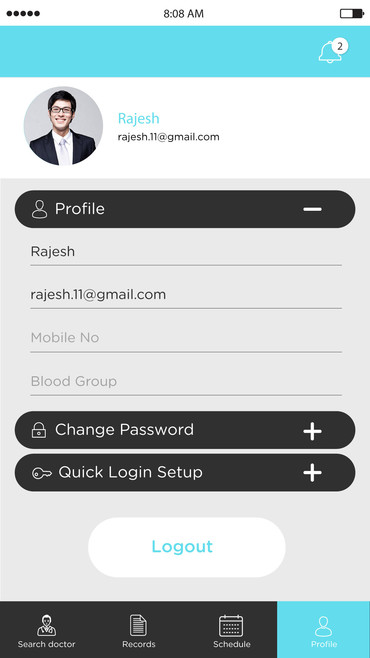 8:08 AM
2
Rajesh
rajesh.11@gmail.com
Profile
Rajesh
rajesh.11@gmail.com
Mobile No
Blood Group
Change Password
Quick Login Setup
Logout
Search doctor
Records
Schedule
Profile